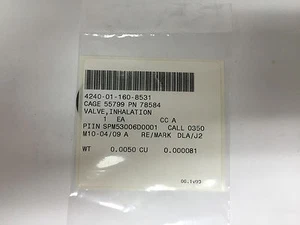 4240-01-160-8531
CAGE 55799 PN 78584
VALVE,INHALATION
1 EA CC A
PIIN SPM53006D0001 CALL 0350
M10-04/09 A RE/MARK DLA/J2
WT 0.0050 CU 0.000081